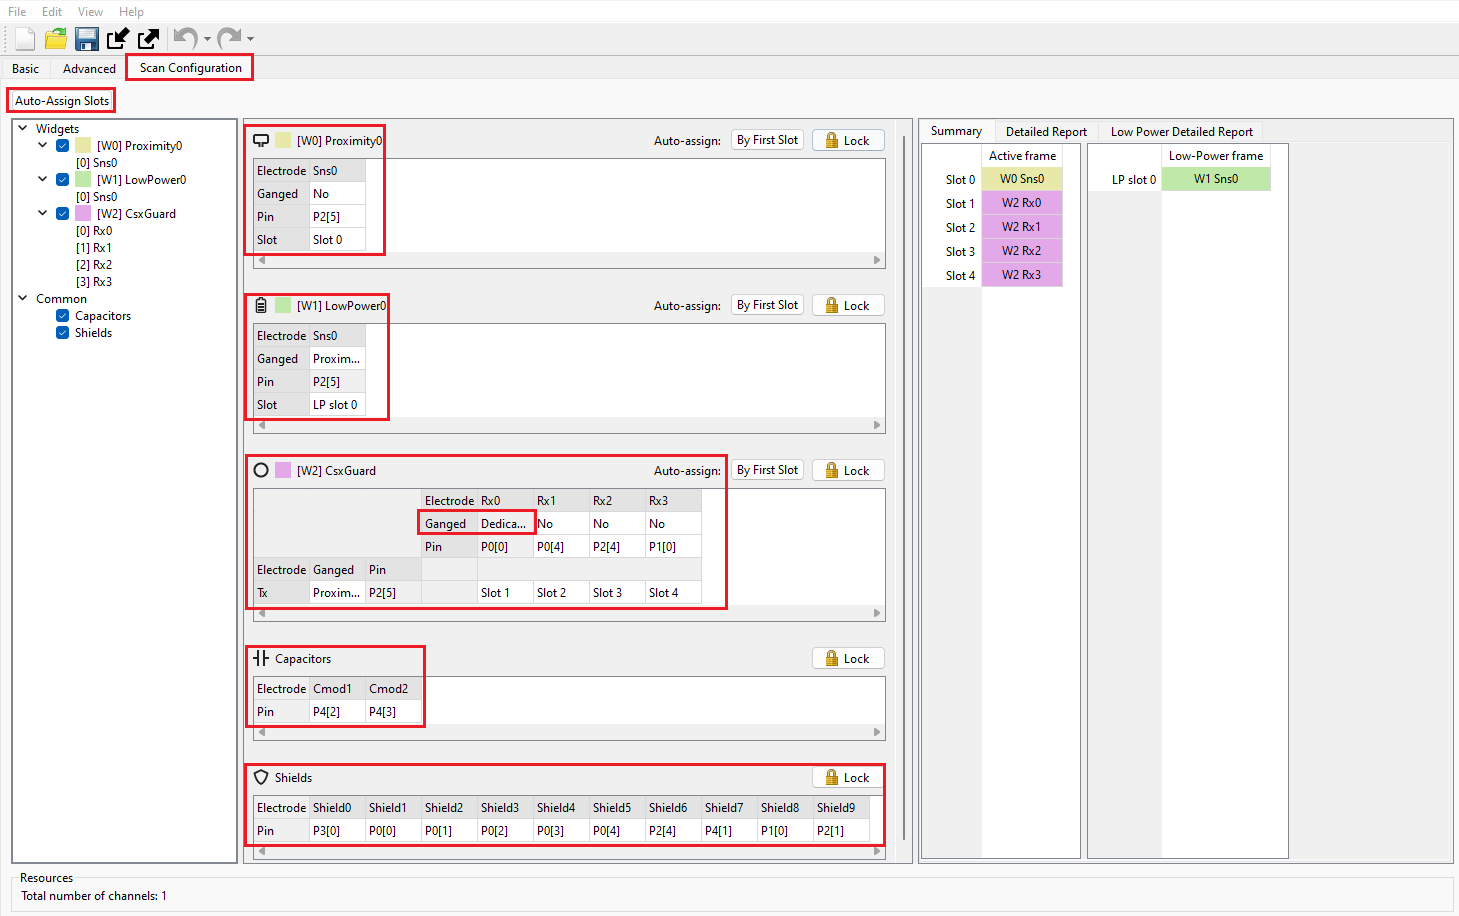 File Edit View Help
Basic Advanced Scan Configuration
Auto-Assign Slots
Widgets
[W0] Proximity0
[0] Sns0
[W1] LowPower0
[0] Sns0
[W2] CsxGuard
[0] Rx0
[1] Rx1
[2] Rx2
[3] Rx3
Common
Capacitors
Shields
[W0] Proximity0 Auto-assign: By First Slot Lock
Electrode Sns0
Ganged No
Pin P2[5]
Slot Slot 0
[W1] LowPower0 Auto-assign: By First Slot Lock
Electrode Sns0
Ganged Proxim...
Pin P2[5]
Slot LP slot 0
[W2] CsxGuard Auto-assign: By First Slot Lock
Electrode Rx0 Rx1 Rx2 Rx3
Ganged Dedica... No No No
Pin P0[0] P0[4] P2[4] P1[0]
Electrode Ganged Pin
Tx Proxim... P2[5] Slot 1 Slot 2 Slot 3 Slot 4
Capacitors Lock
Electrode Cmod1 Cmod2
Pin P4[2] P4[3]
Shields Lock
Electrode Shield0 Shield1 Shield2 Shield3 Shield4 Shield5 Shield6 Shield7 Shield8 Shield9
Pin P3[0] P0[0] P0[1] P0[2] P0[3] P0[4] P2[4] P4[1] P1[0] P2[1]
Summary Detailed Report Low Power Detailed Report
Active frame
Slot 0 W0 Sns0
Slot 1 W2 Rx0
Slot 2 W2 Rx1
Slot 3 W2 Rx2
Slot 4 W2 Rx3
Low-Power frame
LP slot 0 W1 Sns0
Resources
Total number of channels: 1